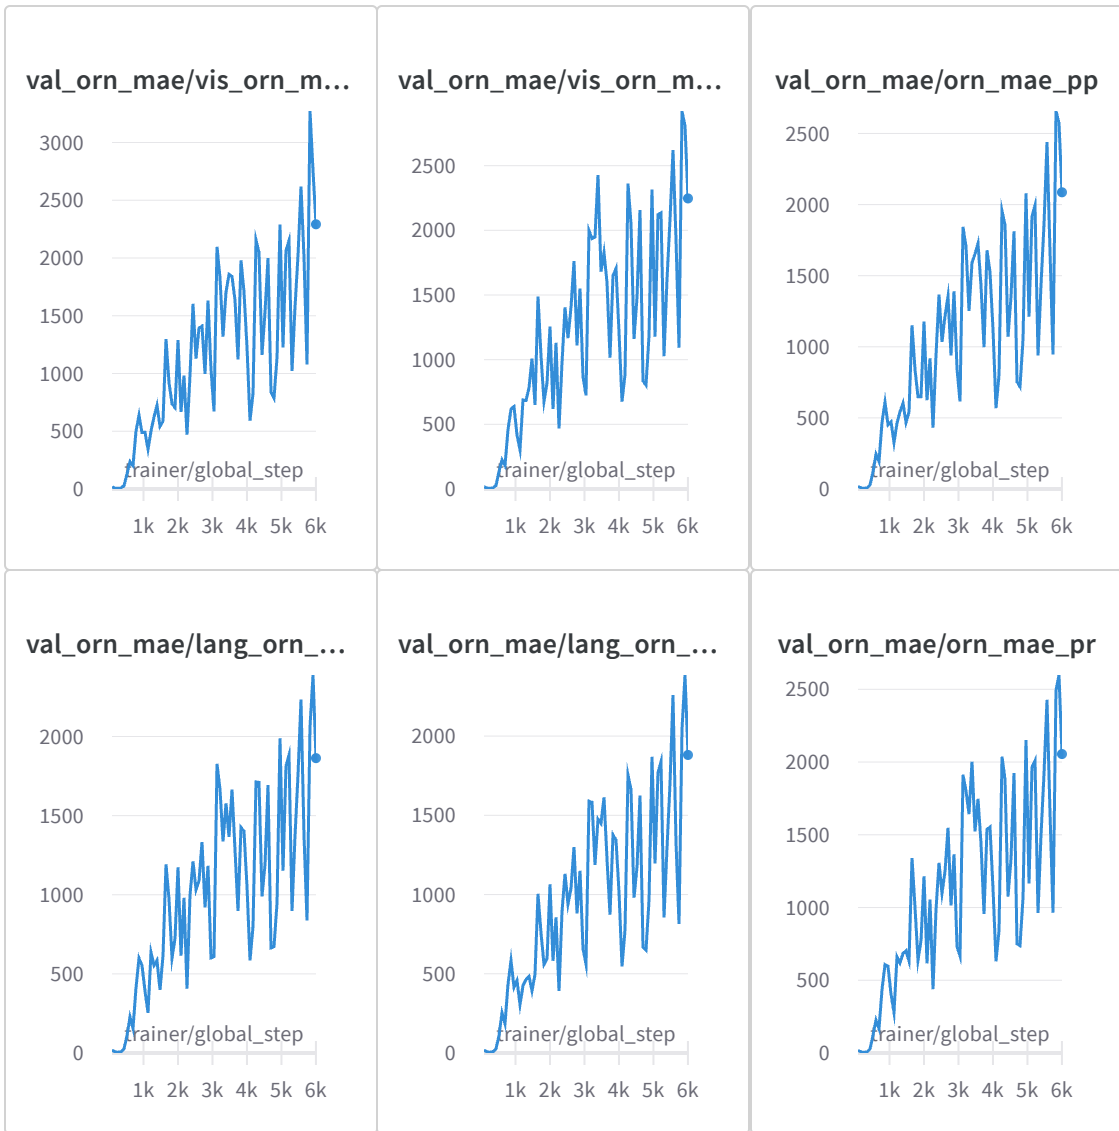 val_orn_mae/vis_orn_m...
3000
2500
2000
1500
1000
500
0
trainer/global_step
1k 2k 3k 4k 5k 6k
val_orn_mae/vis_orn_m...
2500
2000
1500
1000
500
0
trainer/global_step
1k 2k 3k 4k 5k 6k
val_orn_mae/orn_mae_pp
2500
2000
1500
1000
500
0
trainer/global_step
1k 2k 3k 4k 5k 6k
val_orn_mae/lang_orn_...
2000
1500
1000
500
0
trainer/global_step
1k 2k 3k 4k 5k 6k
val_orn_mae/lang_orn_...
2000
1500
1000
500
0
trainer/global_step
1k 2k 3k 4k 5k 6k
val_orn_mae/orn_mae_pr
2500
2000
1500
1000
500
0
trainer/global_step
1k 2k 3k 4k 5k 6k